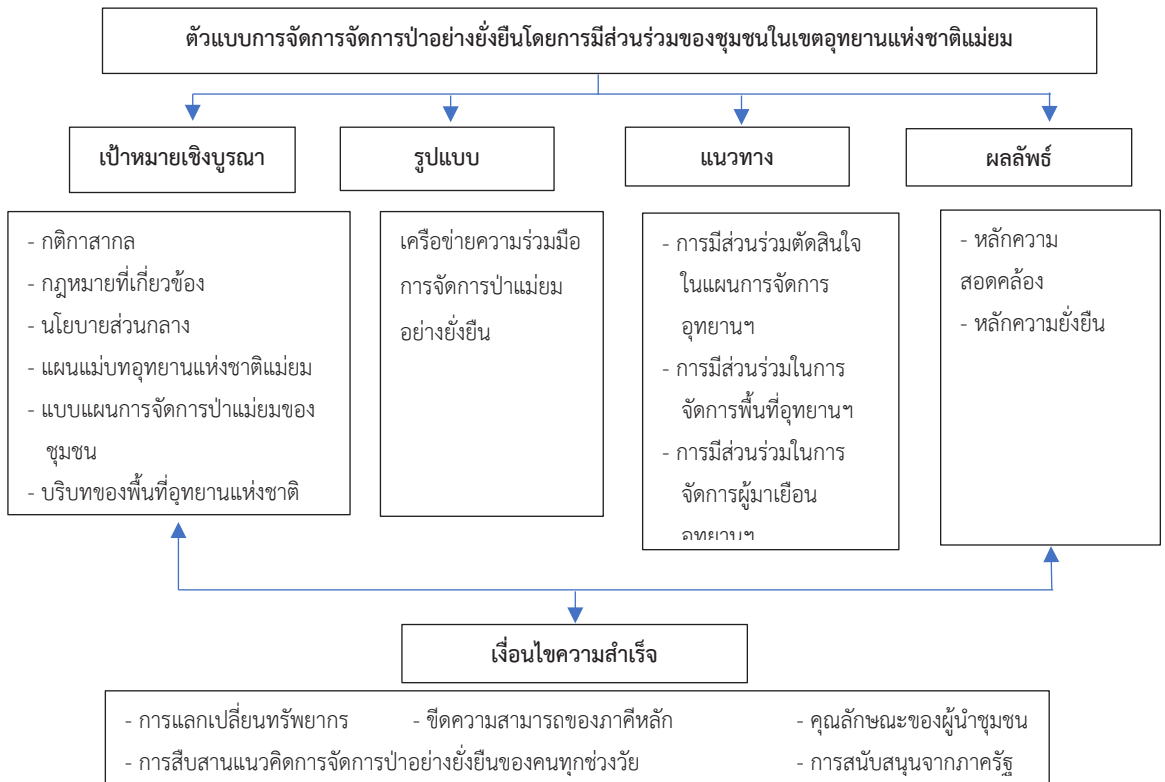 ตัวแบบการจัดการจัดการป่าอย่างยั่งยืนโดยการมีส่วนร่วมของชุมชนในเขตอุทยานแห่งชาติแม่ยม
เป้าหมายเชิงบูรณา
รูปแบบ
แนวทาง
ผลลัพธ์
- กติกาสากล
- กฎหมายที่เกี่ยวข้อง
- นโยบายส่วนกลาง
- แผนแม่บทอุทยานแห่งชาติแม่ยม
- แบบแผนการจัดการป่าแม่ยมของ
ชุมชน
- บริบทของพื้นที่อุทยานแห่งชาติ
เครือข่ายความร่วมมือ
การจัดการป่าแม่ยม
อย่างยั่งยืน
- การมีส่วนร่วมตัดสินใจ
ในแผนการจัดการ
อุทยานฯ
- การมีส่วนร่วมในการ
จัดการพื้นที่อุทยานฯ
- การมีส่วนร่วมในการ
จัดการผู้มาเยือน
อุทยานฯ
- หลักความ
สอดคล้อง
- หลักความยั่งยืน
เงื่อนไขความสำเร็จ
- การแลกเปลี่ยนทรัพยากร - ขีดความสามารถของภาคีหลัก - คุณลักษณะของผู้นำชุมชน
- การสืบสานแนวคิดการจัดการป่าอย่างยั่งยืนของคนทุกช่วงวัย - การสนับสนุนจากภาครัฐ